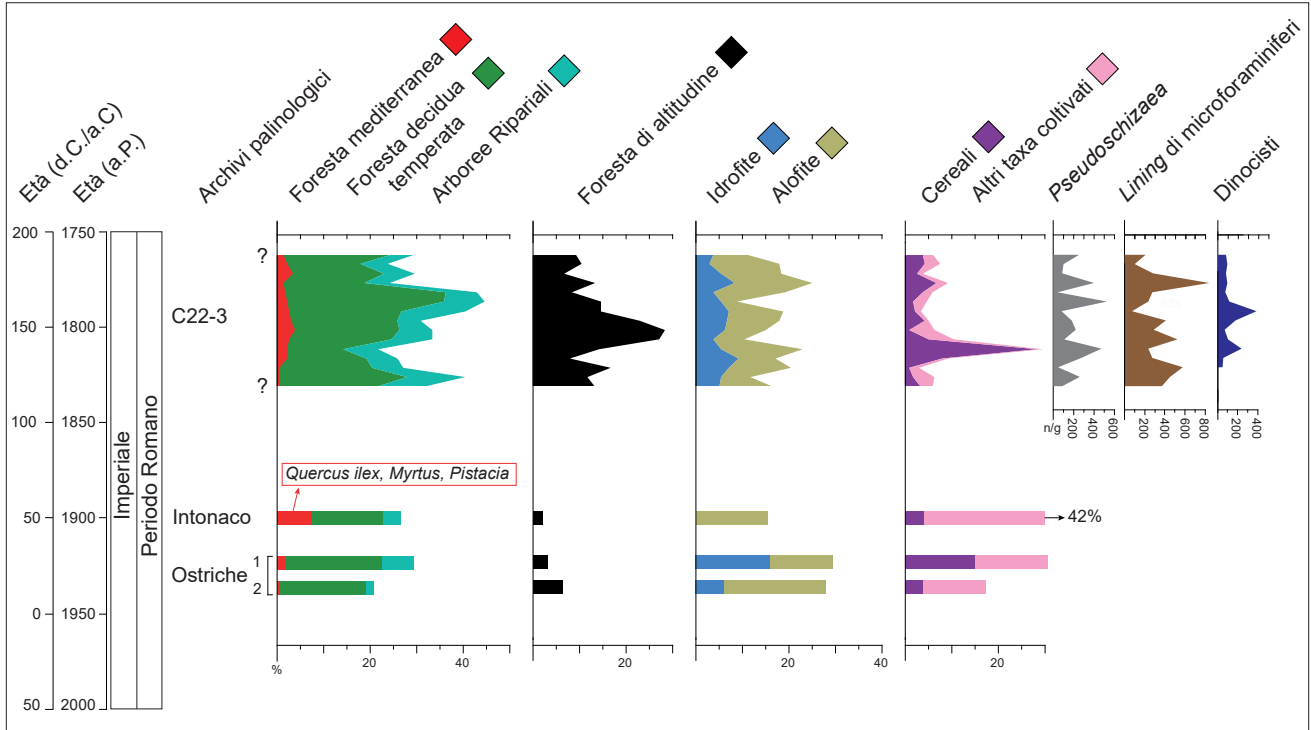 Età (d.C./a.C)
Età (a.P.)
Archivi palinologici
Foresta mediterranea
Foresta decidua
temperata
Arboree Ripariali
Foresta di altitudine
Idrofite
Alofite
Cereali
Altri taxa coltivati
Pseudoschizaea
Lining di microforaminiferi
Dinocisti
200 1750
150 1800
100 1850
50 1900
0 1950
50 2000
Imperiale
Periodo Romano
?
C22-3
?
n/g 200 400 600
200 400 600 800
200 400
Quercus ilex, Myrtus, Pistacia
Intonaco
42%
Ostriche
1
2
% 20 40
20
20 40
20